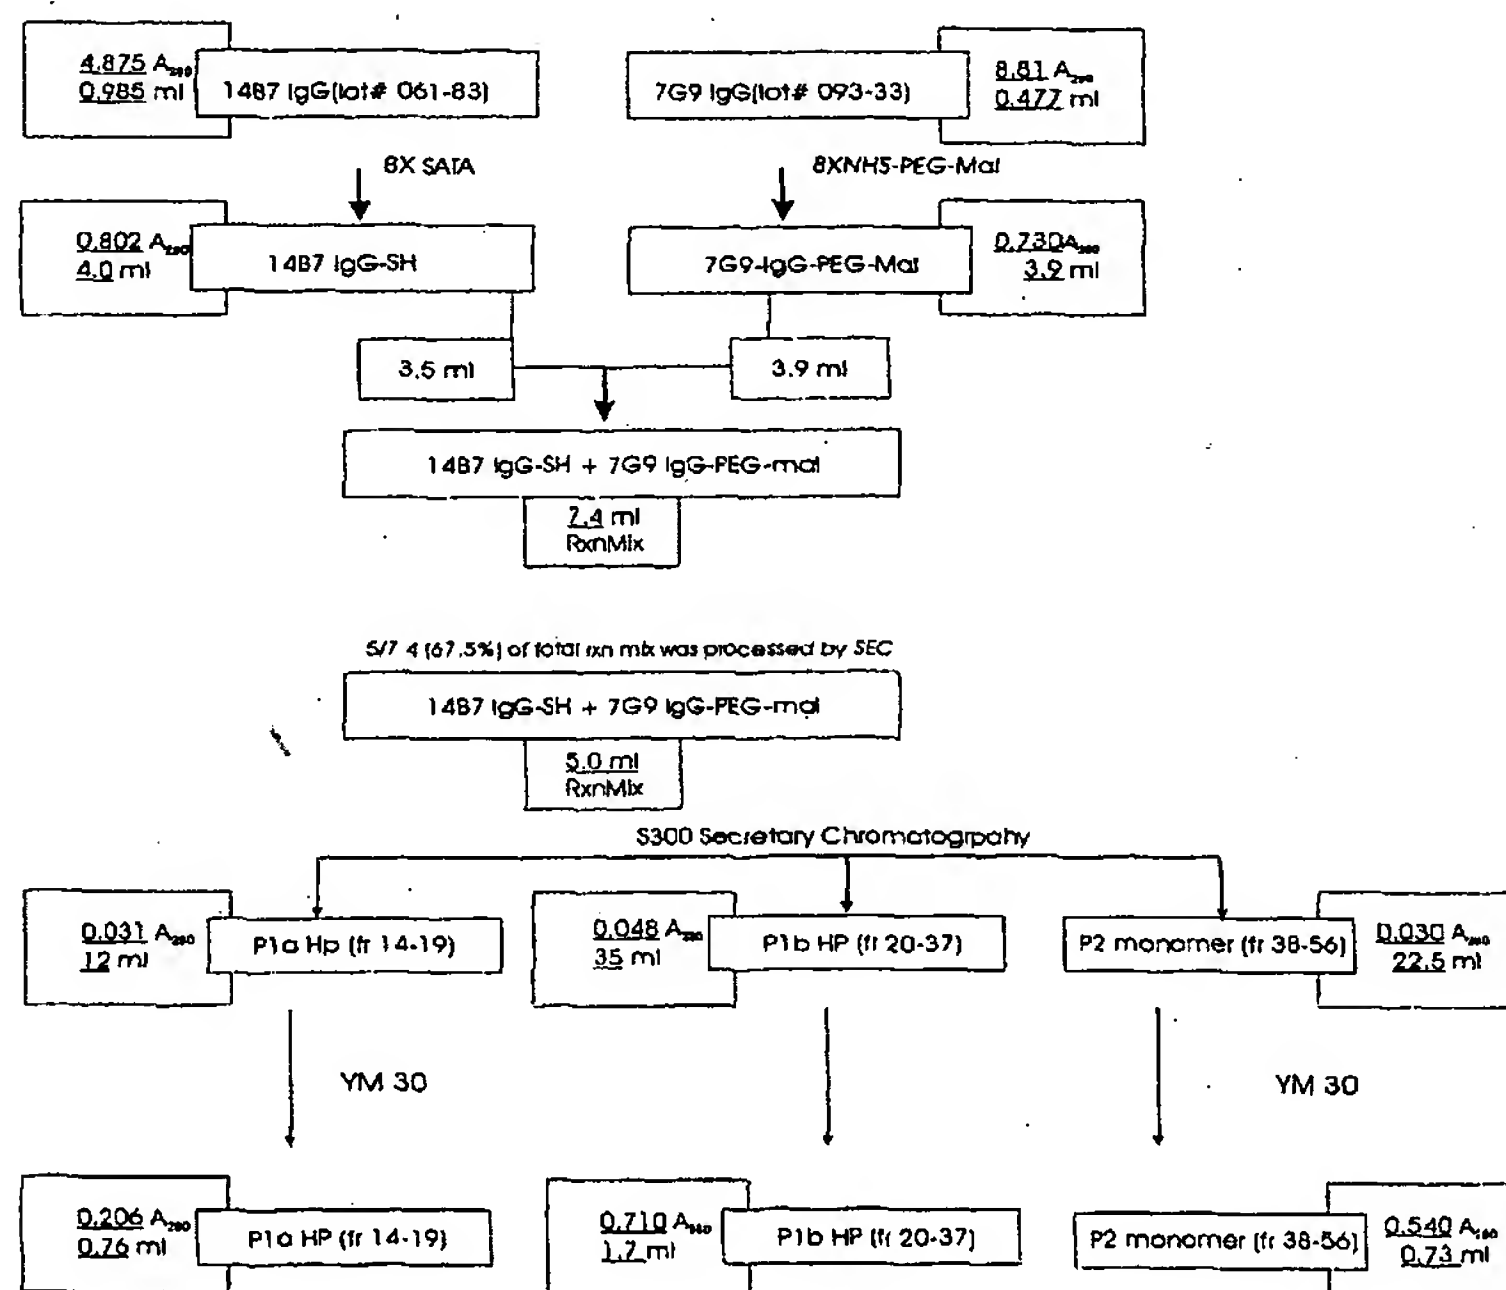 4.875 A₂₈₀
0.985 ml
14B7 IgG(lot# 061-83)
7G9 IgG(lot# 093-33)
8.81 A₂₈₀
0.477 ml
8X SATA
8XNHS-PEG-Mal
0.802 A₂₈₀
4.0 ml
14B7 IgG-SH
7G9-IgG-PEG-Mal
0.730A₂₈₀
3.9 ml
3.5 ml
3.9 ml
14B7 IgG-SH + 7G9 IgG-PEG-mal
7.4 ml
RxnMix
5/7 4 (67.5%) of total rxn mix was processed by SEC
14B7 IgG-SH + 7G9 IgG-PEG-mal
5.0 ml
RxnMix
S300 Secretary Chromatogrpahy
0.031 A₂₈₀
12 ml
P1a Hp (fr 14-19)
0.048 A₂₈₀
35 ml
P1b HP (fr 20-37)
P2 monomer (fr 38-56)
0.030 A₂₈₀
22.5 ml
YM 30
YM 30
0.206 A₂₈₀
0.76 ml
P1a HP (fr 14-19)
0.710 A₂₈₀
1.7 ml
P1b HP (fr 20-37)
P2 monomer (fr 38-56)
0.540 A₂₈₀
0.73 ml